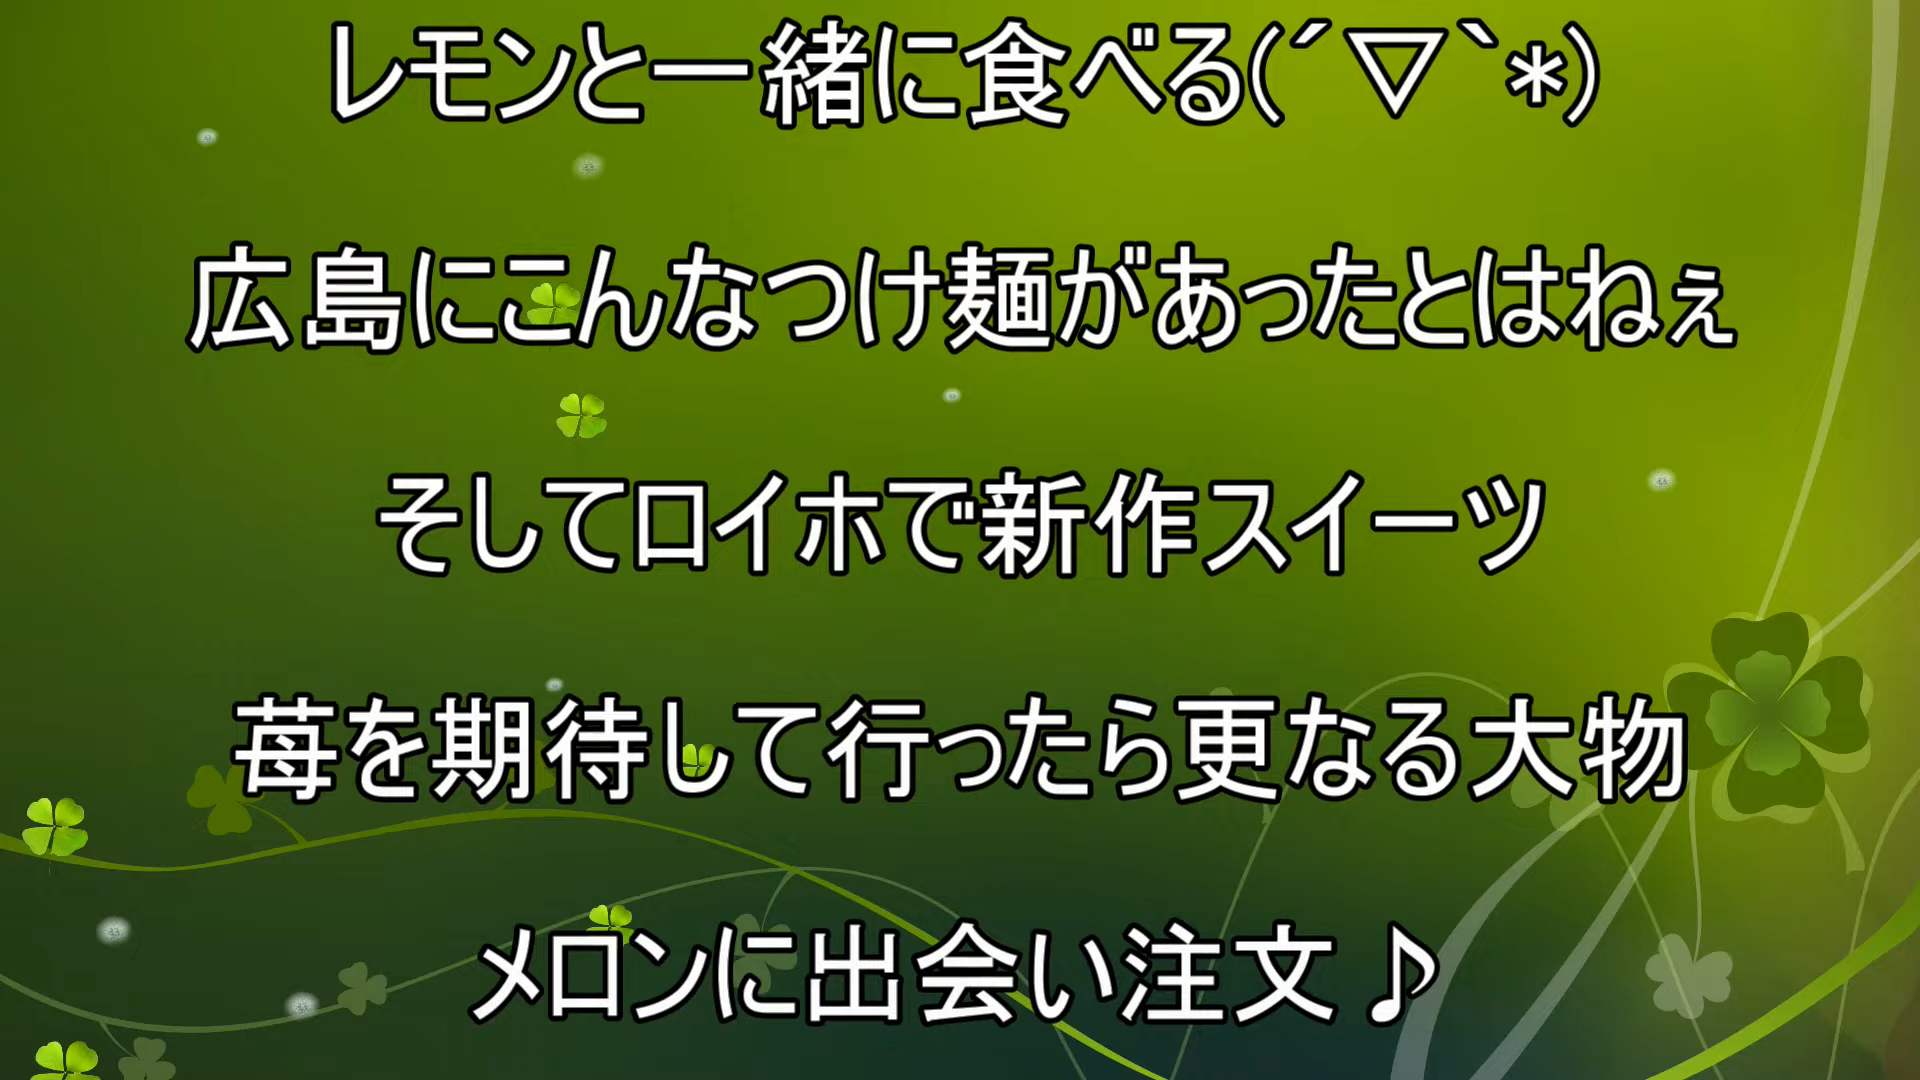 レモンと一緒に食べる(´▽`*)
広島にこんなつけ麺があったとはねぇ
そしてロイホで新作スイーツ
苺を期待して行ったら更なる大物
メロンに出会い注文♪